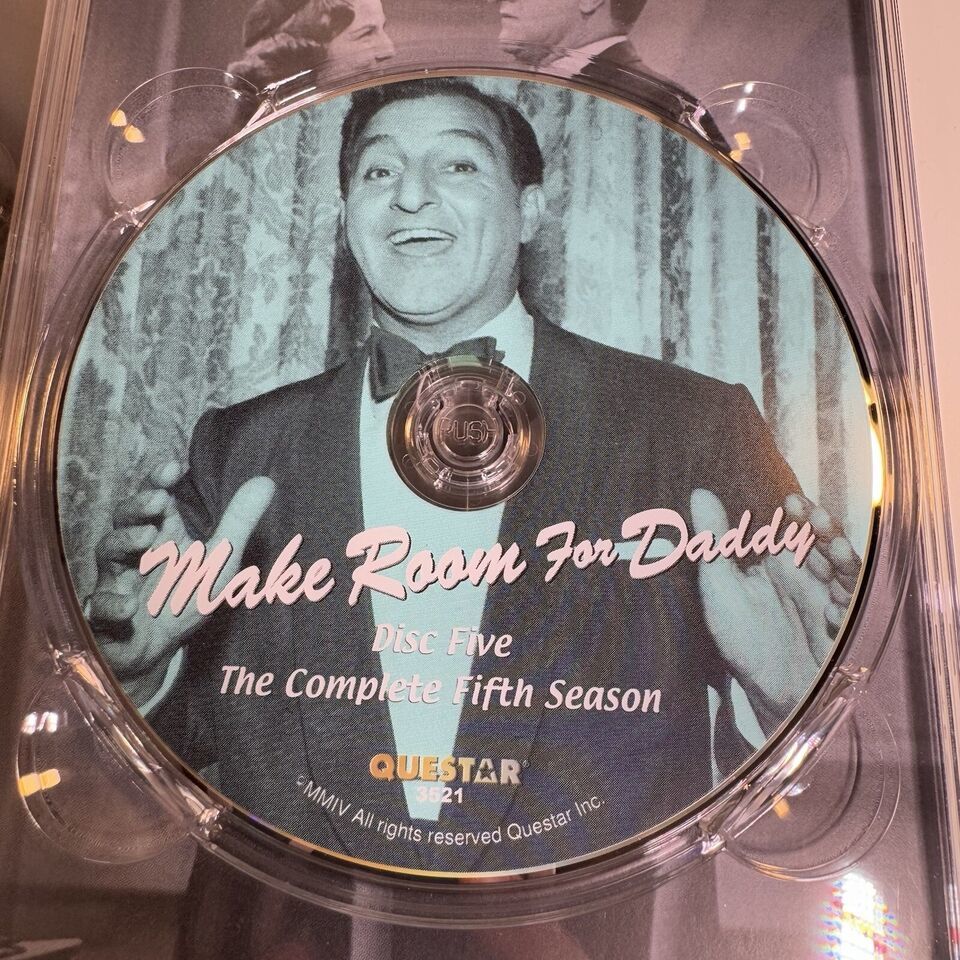 PUSH
Make Room For Daddy
Disc Five
The Complete Fifth Season
QUESTAR®
3521
©MMIV All rights reserved Questar Inc.